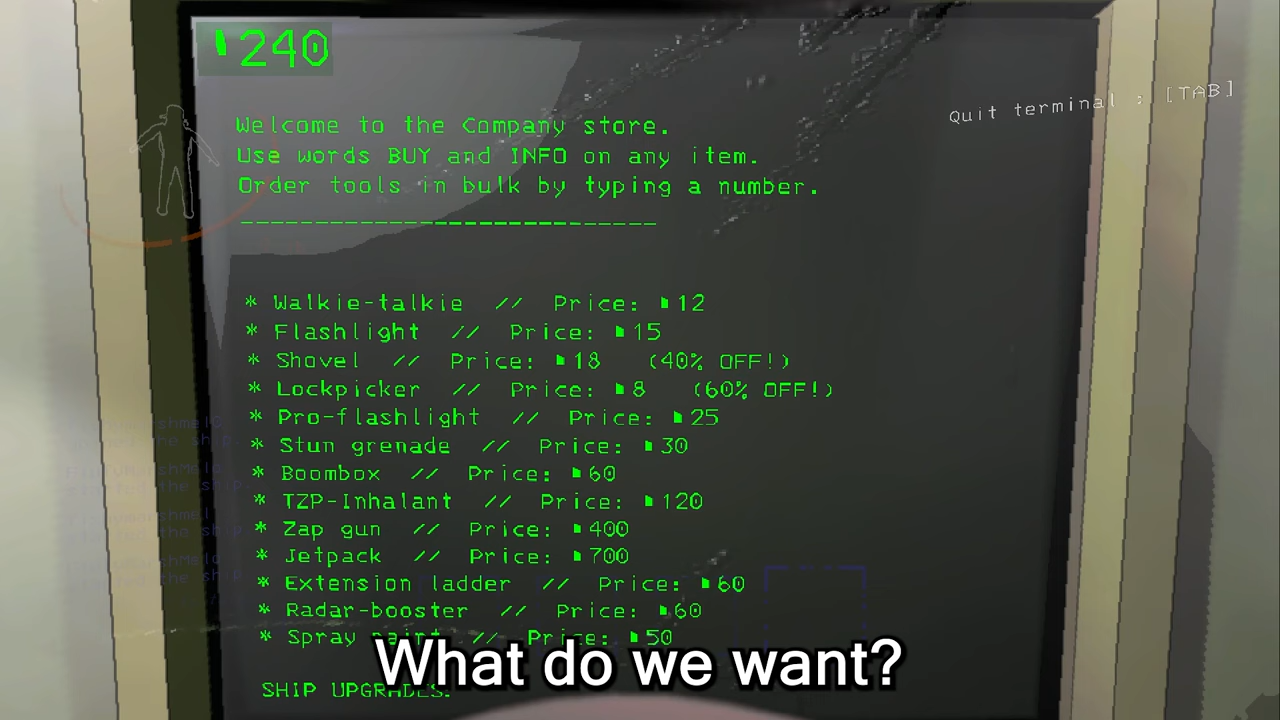 240
Quit terminal : [TAB]
Welcome to the Company store.
Use words BUY and INFO on any item.
Order tools in bulk by typing a number.
----------------------------
* Walkie-talkie // Price: 12
* Flashlight // Price: 15
* Shovel // Price: 18 (40% OFF!)
* Lockpicker // Price: 8 (60% OFF!)
* Pro-flashlight // Price: 25
* Stun grenade // Price: 30
* Boombox // Price: 60
* TZP-Inhalant // Price: 120
* Zap gun // Price: 400
* Jetpack // Price: 700
* Extension ladder // Price: 60
* Radar-booster // Price: 60
* Spray paint // Price: 50
What do we want?
SHIP UPGRADES: